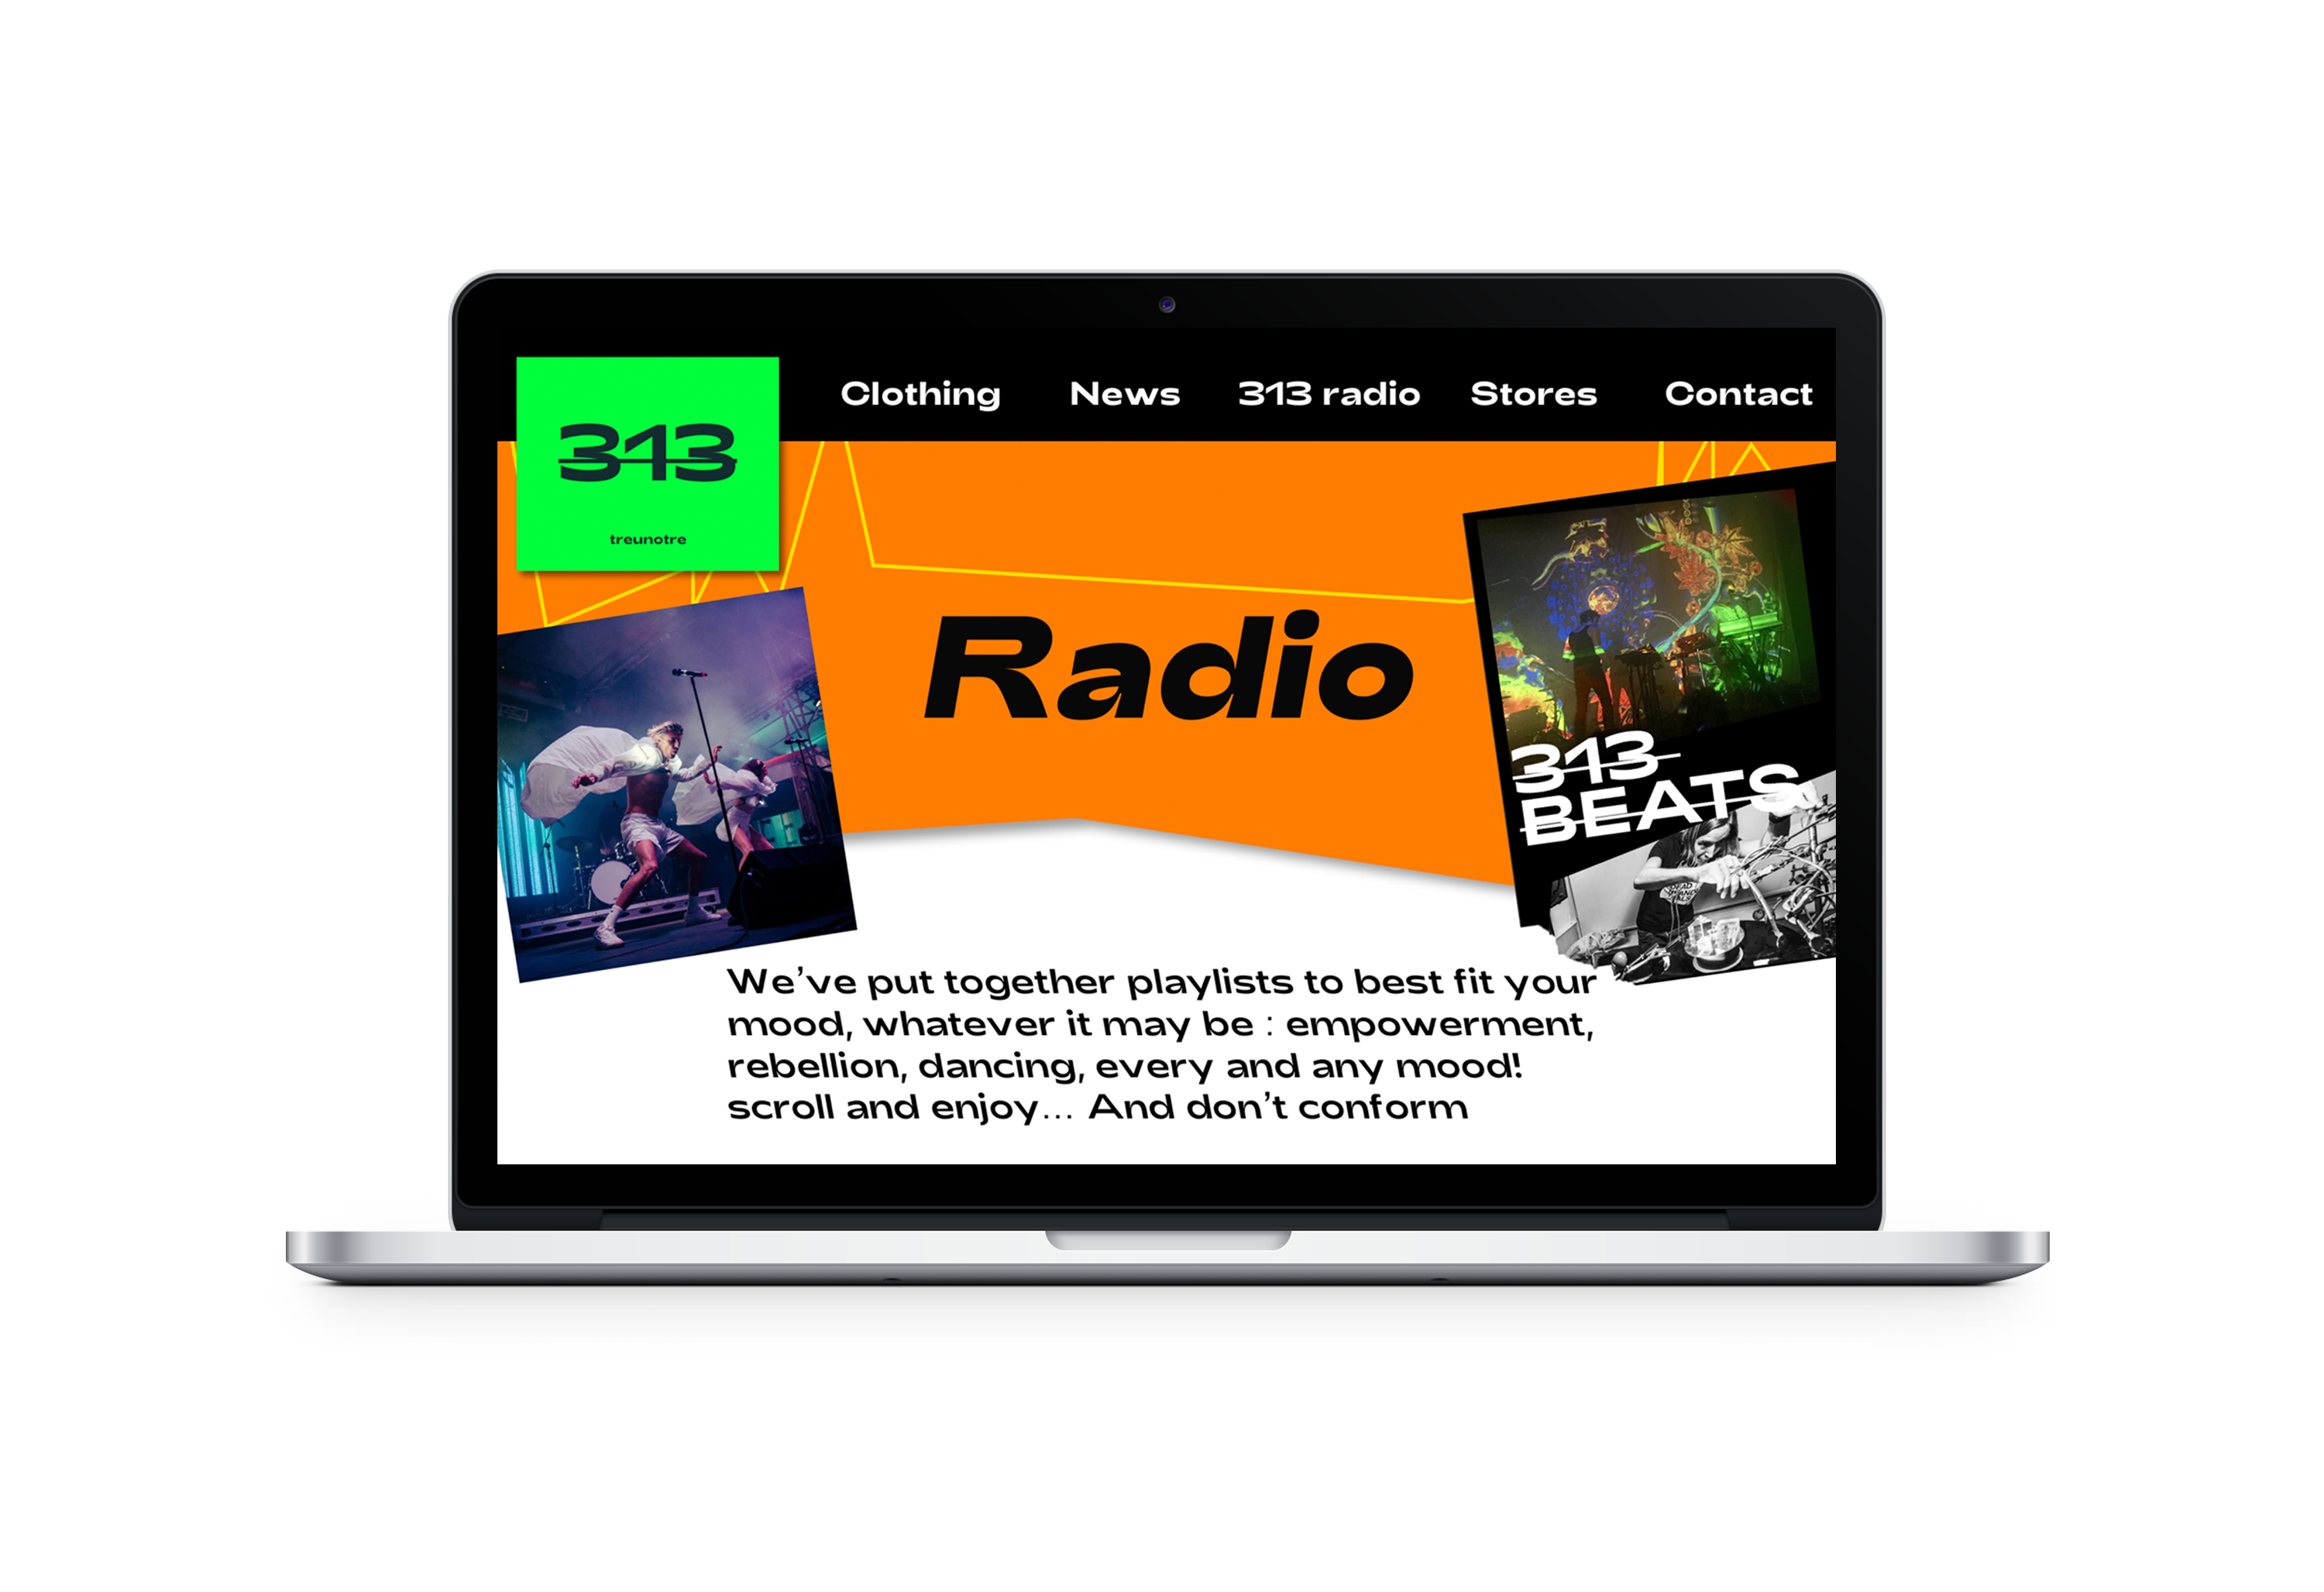 313
treunotre
Clothing
News
313 radio
Stores
Contact
Radio
313
BEATS
We’ve put together playlists to best fit your
mood, whatever it may be : empowerment,
rebellion, dancing, every and any mood!
scroll and enjoy... And don’t conform